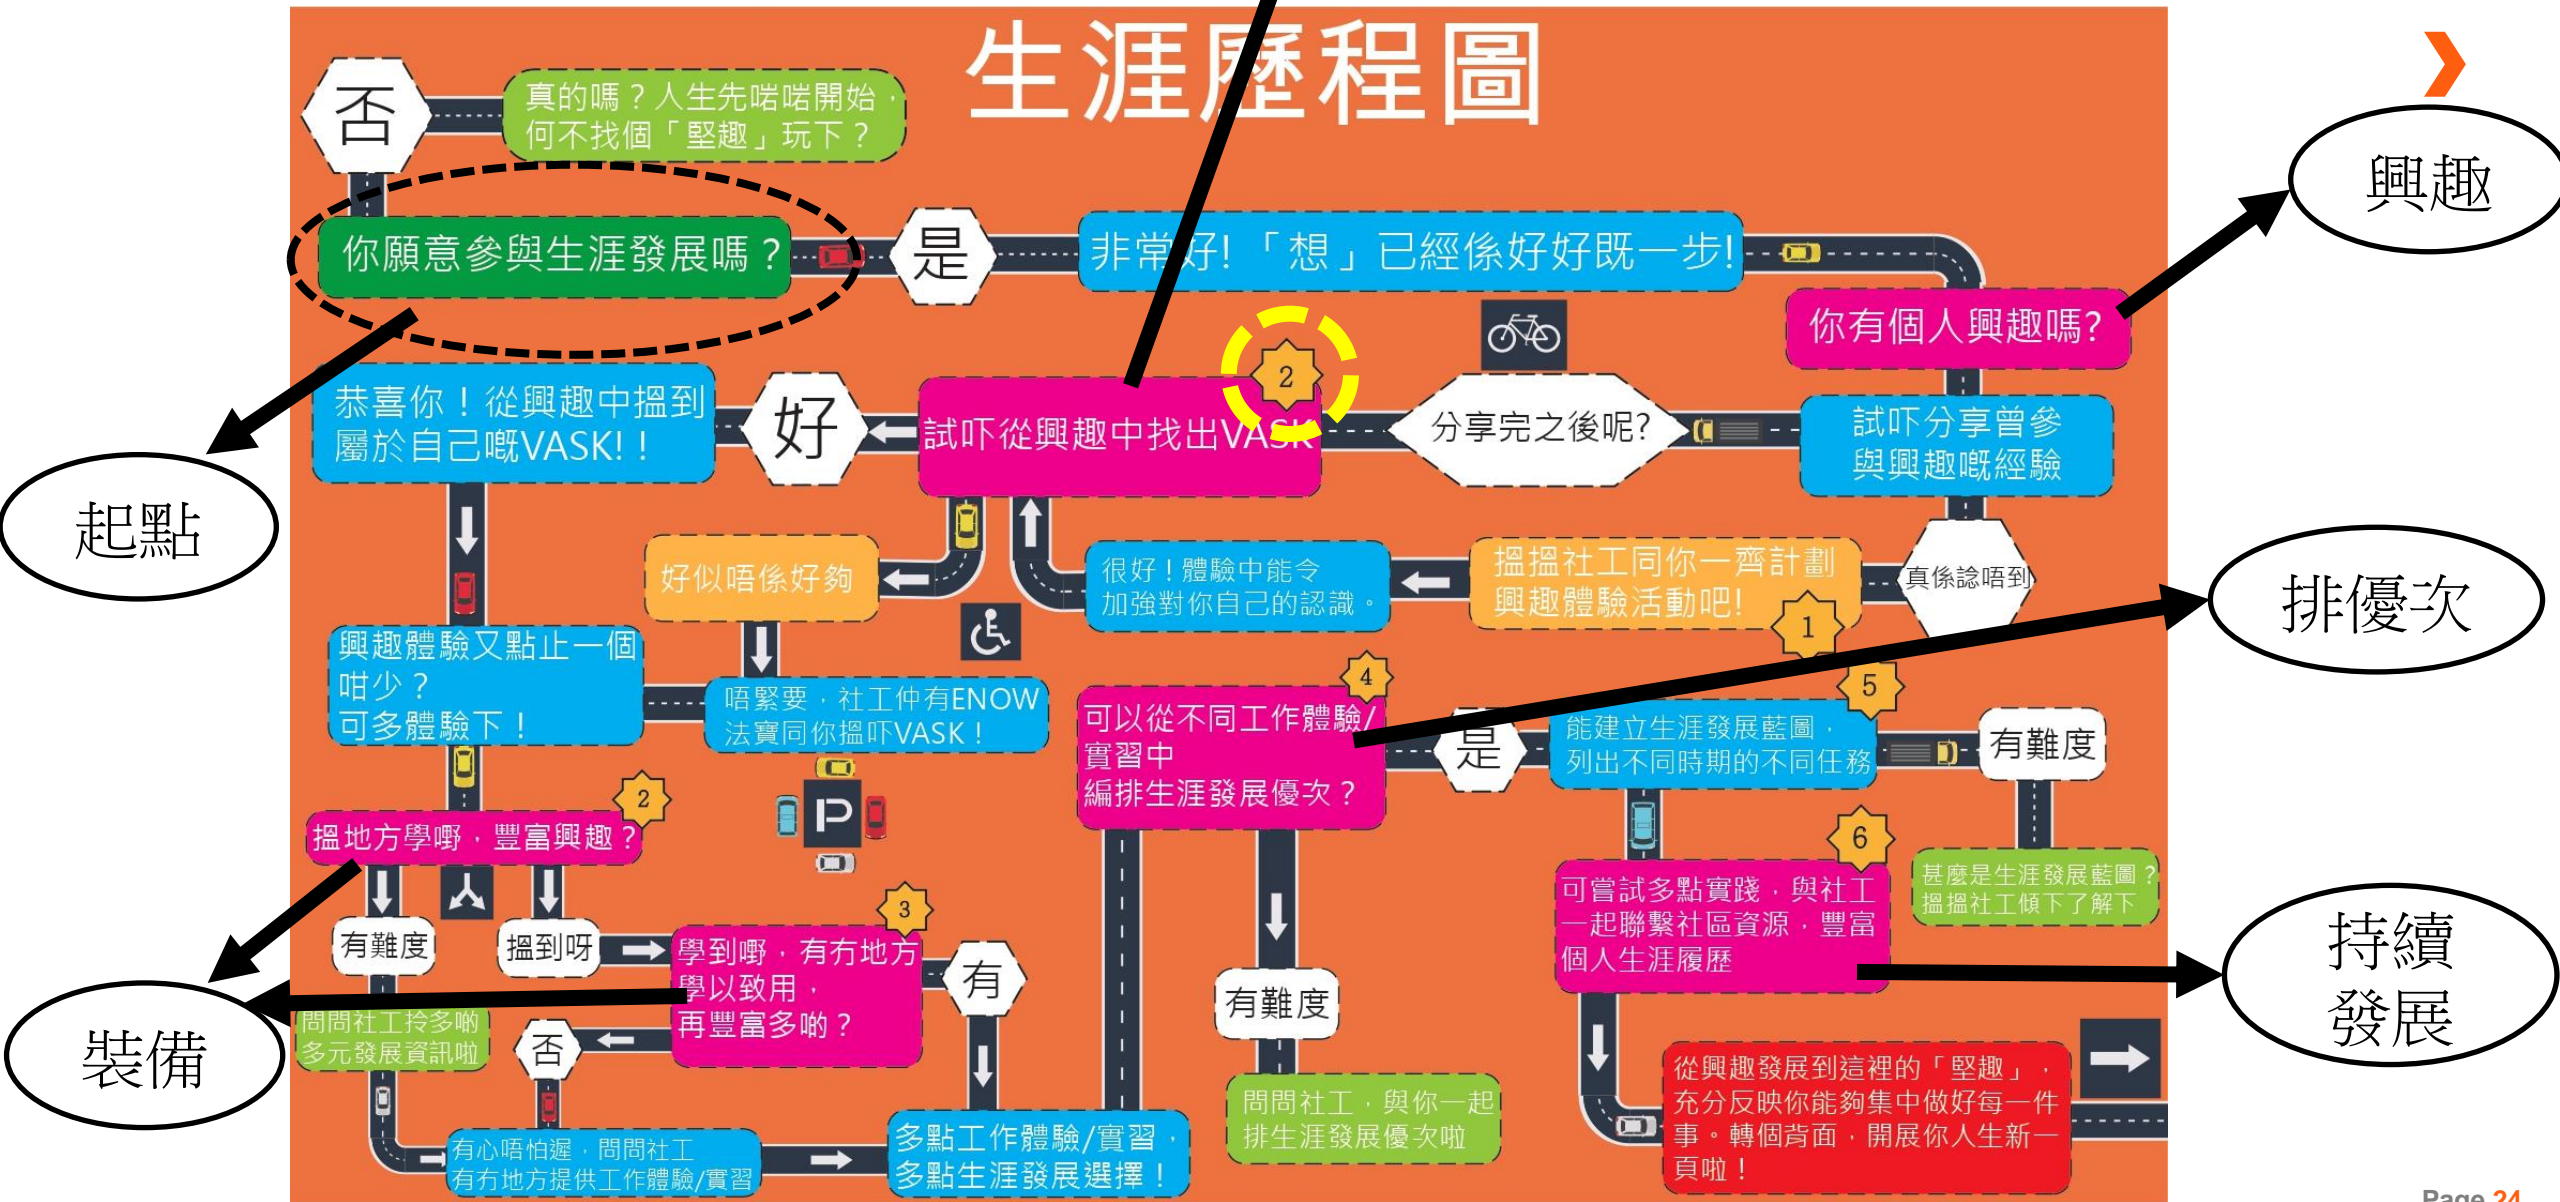 生涯歷程圖
否
真的嗎？人生先啱啱開始，
何不找個「堅趣」玩下？
你願意參與生涯發展嗎？
是
非常好!「想」已經係好好既一步!
興趣
你有個人興趣嗎?
起點
恭喜你！從興趣中搵到
屬於自己嘅VASK!！
好
2
試吓從興趣中找出VASK
分享完之後呢?
試吓分享曾參
與興趣嘅經驗
好似唔係好夠
很好！體驗中能令
加強對你自己的認識。
搵搵社工同你一齊計劃
興趣體驗活動吧!
1
真係諗唔到
排優次
興趣體驗又點止一個
咁少？
可多體驗下！
唔緊要，社工仲有ENOW
法寶同你搵吓VASK！
4
可以從不同工作體驗/
實習中
編排生涯發展優次？
是
5
能建立生涯發展藍圖，
列出不同時期的不同任務
有難度
2
搵地方學嘢，豐富興趣？
P
6
可嘗試多點實踐，與社工
一起聯繫社區資源，豐富
個人生涯履歷
甚麼是生涯發展藍圖？
搵搵社工傾下了解下
持續
發展
有難度
搵到呀
3
學到嘢，有冇地方
學以致用，
再豐富多啲？
有
有難度
裝備
問問社工拎多啲
多元發展資訊啦
否
問問社工，與你一起
排生涯發展優次啦
從興趣發展到這裡的「堅趣」，
充分反映你能夠集中做好每一件
事。轉個背面，開展你人生新一
頁啦！
有心唔怕遲，問問社工
有冇地方提供工作體驗/實習
多點工作體驗/實習，
多點生涯發展選擇！
Page 24